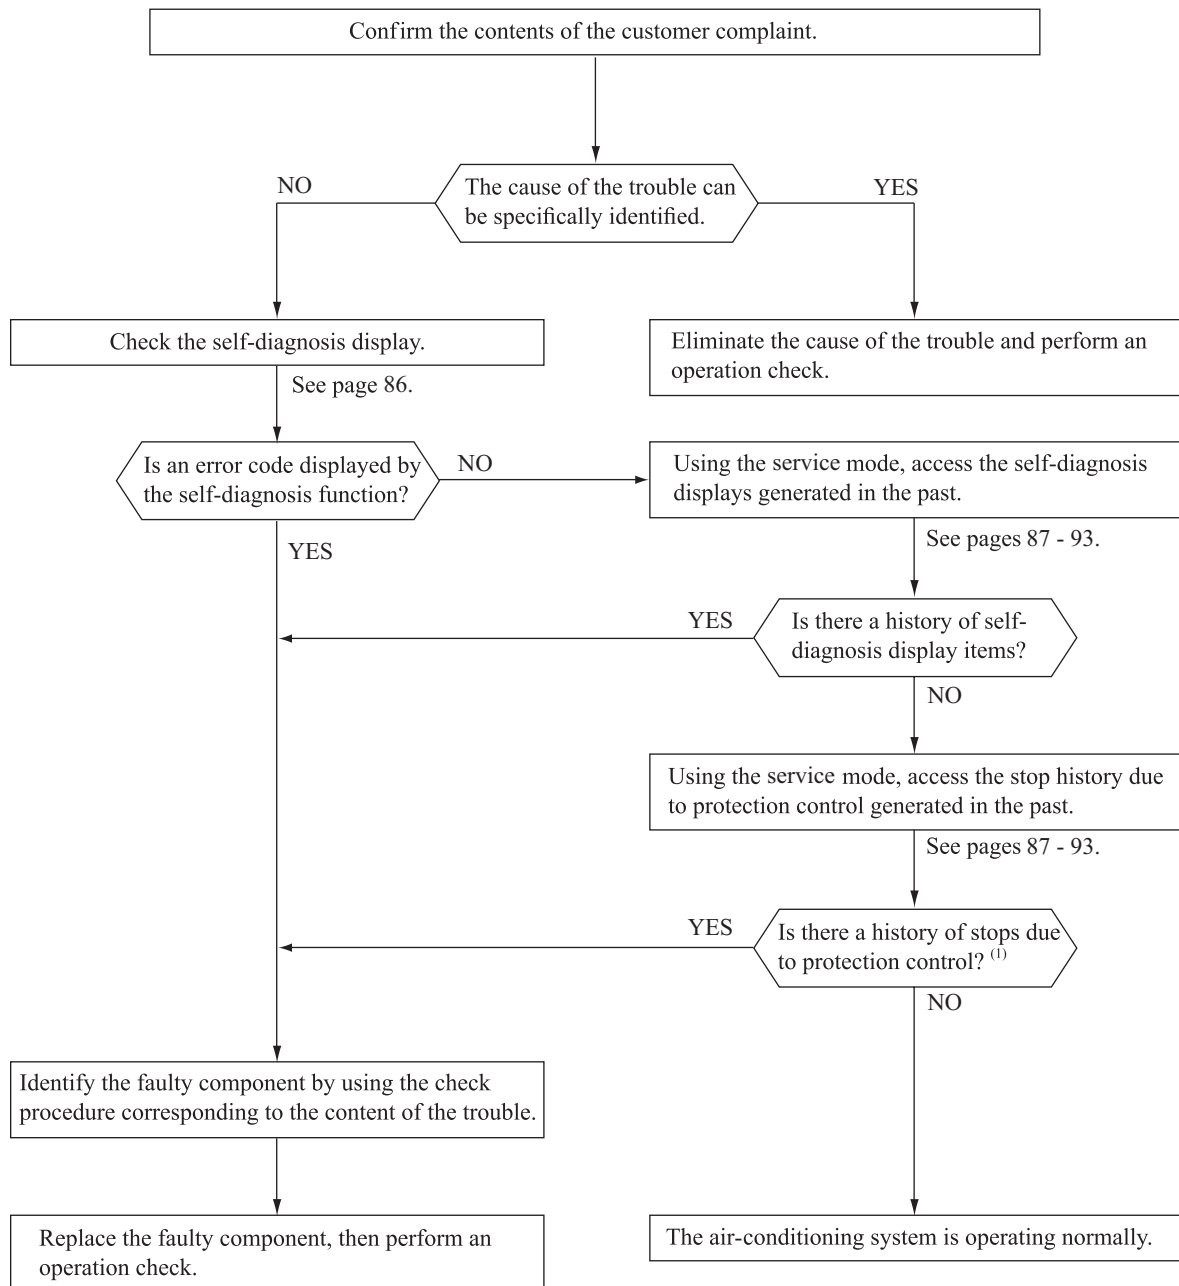 Confirm the contents of the customer complaint.
NO
The cause of the trouble can
be specifically identified.
YES
Check the self-diagnosis display.
Eliminate the cause of the trouble and perform an
operation check.
See page 86.
Is an error code displayed by
the self-diagnosis function?
NO
Using the service mode, access the self-diagnosis
displays generated in the past.
YES
See pages 87 - 93.
YES
Is there a history of self-
diagnosis display items?
NO
Using the service mode, access the stop history due
to protection control generated in the past.
See pages 87 - 93.
YES
Is there a history of stops due
to protection control? (1)
NO
Identify the faulty component by using the check
procedure corresponding to the content of the trouble.
Replace the faulty component, then perform an
operation check.
The air-conditioning system is operating normally.